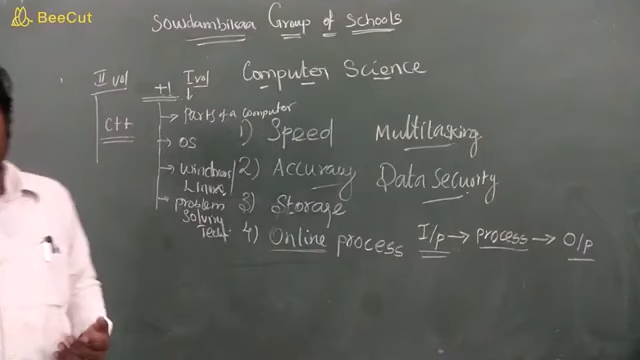 BeeCut
Sowdambikaa Group of Schools
II vol
+1
I vol
Computer Science
C++
Parts of a computer
OS
Windows/
Linux
problem
Solving
Tech.
1) Speed
2) Accuracy
3) Storage
4) Online process
Multitasking
Data Security
I/p → process → O/p